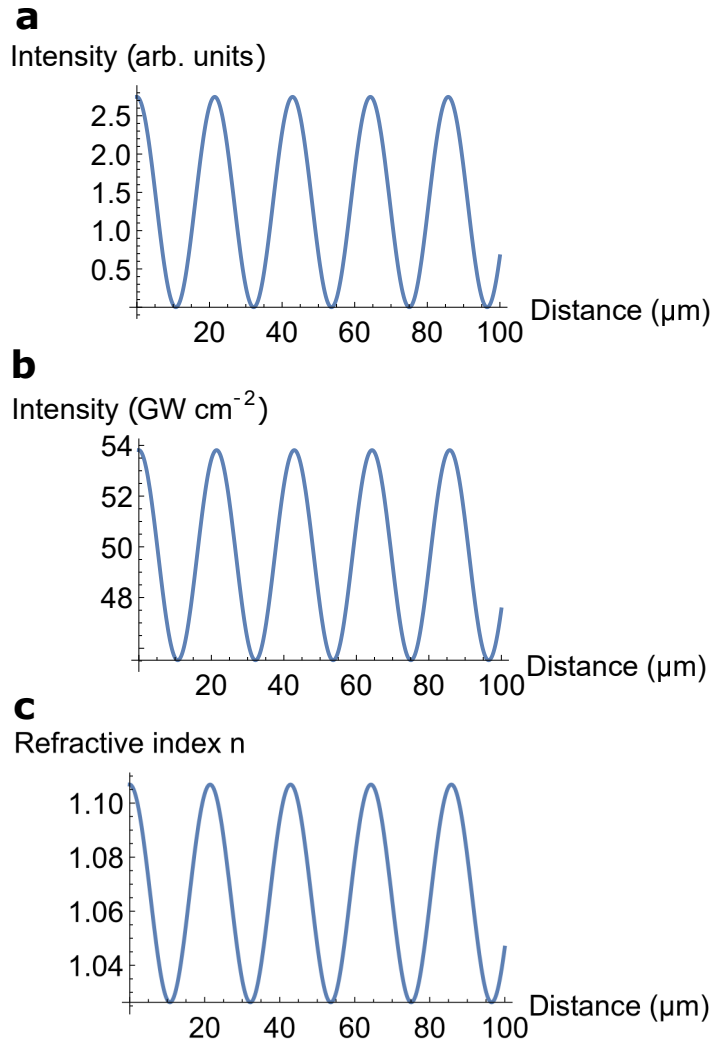 a
Intensity (arb. units)
2.5
2.0
1.5
1.0
0.5
20 40 60 80 100
Distance (μm)
b
Intensity (GW cm⁻²)
54
52
50
48
20 40 60 80 100
Distance (μm)
c
Refractive index n
1.10
1.08
1.06
1.04
20 40 60 80 100
Distance (μm)